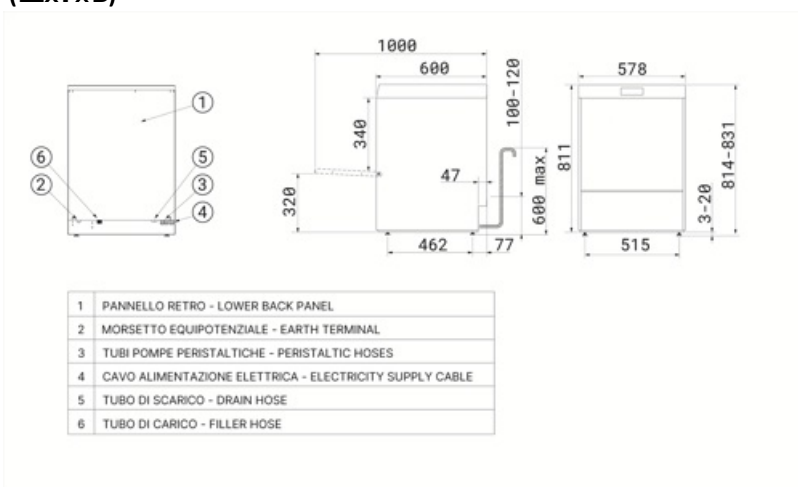 (ШxГxВ)
1000
600
578
1
340
100-120
6
5
2
3
4
320
47
600 max
811
814-831
3-20
462
77
515
1 PANNELLO RETRO - LOWER BACK PANEL
2 MORSETTO EQUIPOTENZIALE - EARTH TERMINAL
3 TUBI POMPE PERISTALTICHE - PERISTALTIC HOSES
4 CAVO ALIMENTAZIONE ELETTRICA - ELECTRICITY SUPPLY CABLE
5 TUBO DI SCARICO - DRAIN HOSE
6 TUBO DI CARICO - FILLER HOSE